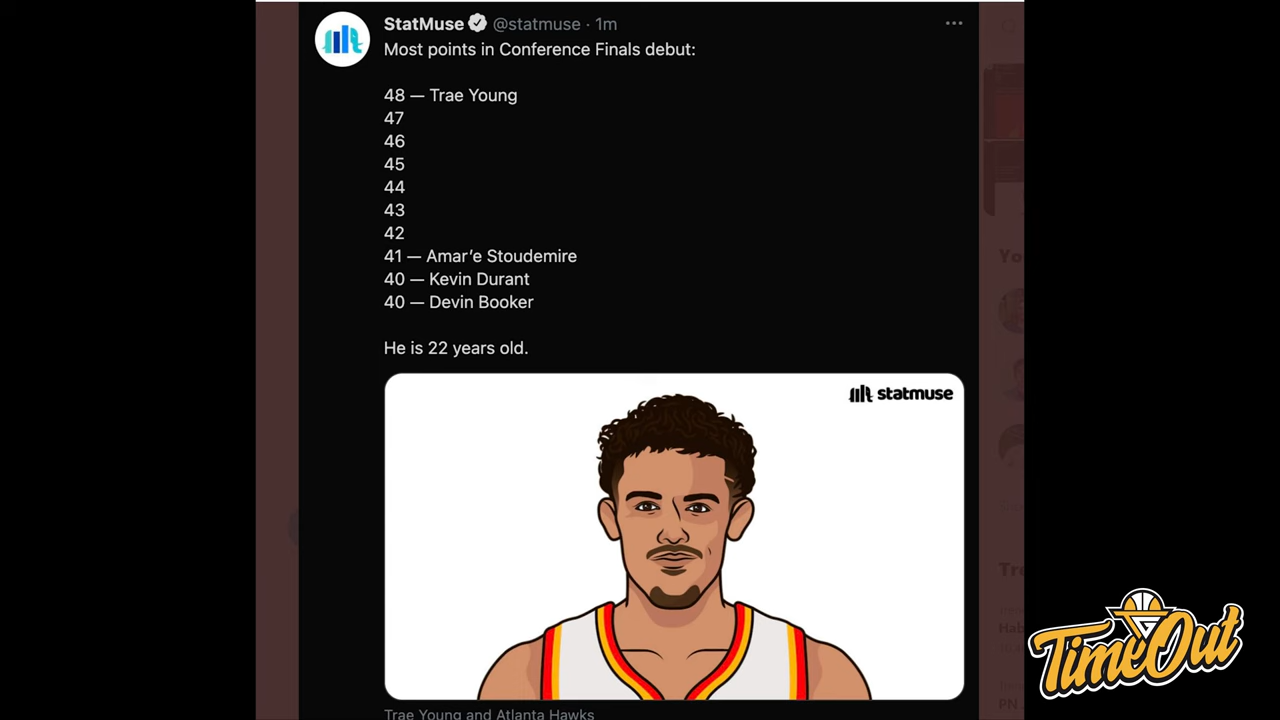 StatMuse @statmuse · 1m
Most points in Conference Finals debut:
48 — Trae Young
47
46
45
44
43
42
41 — Amar’e Stoudemire
40 — Kevin Durant
40 — Devin Booker
He is 22 years old.
statmuse
Trae Young and Atlanta Hawks
TimeOut